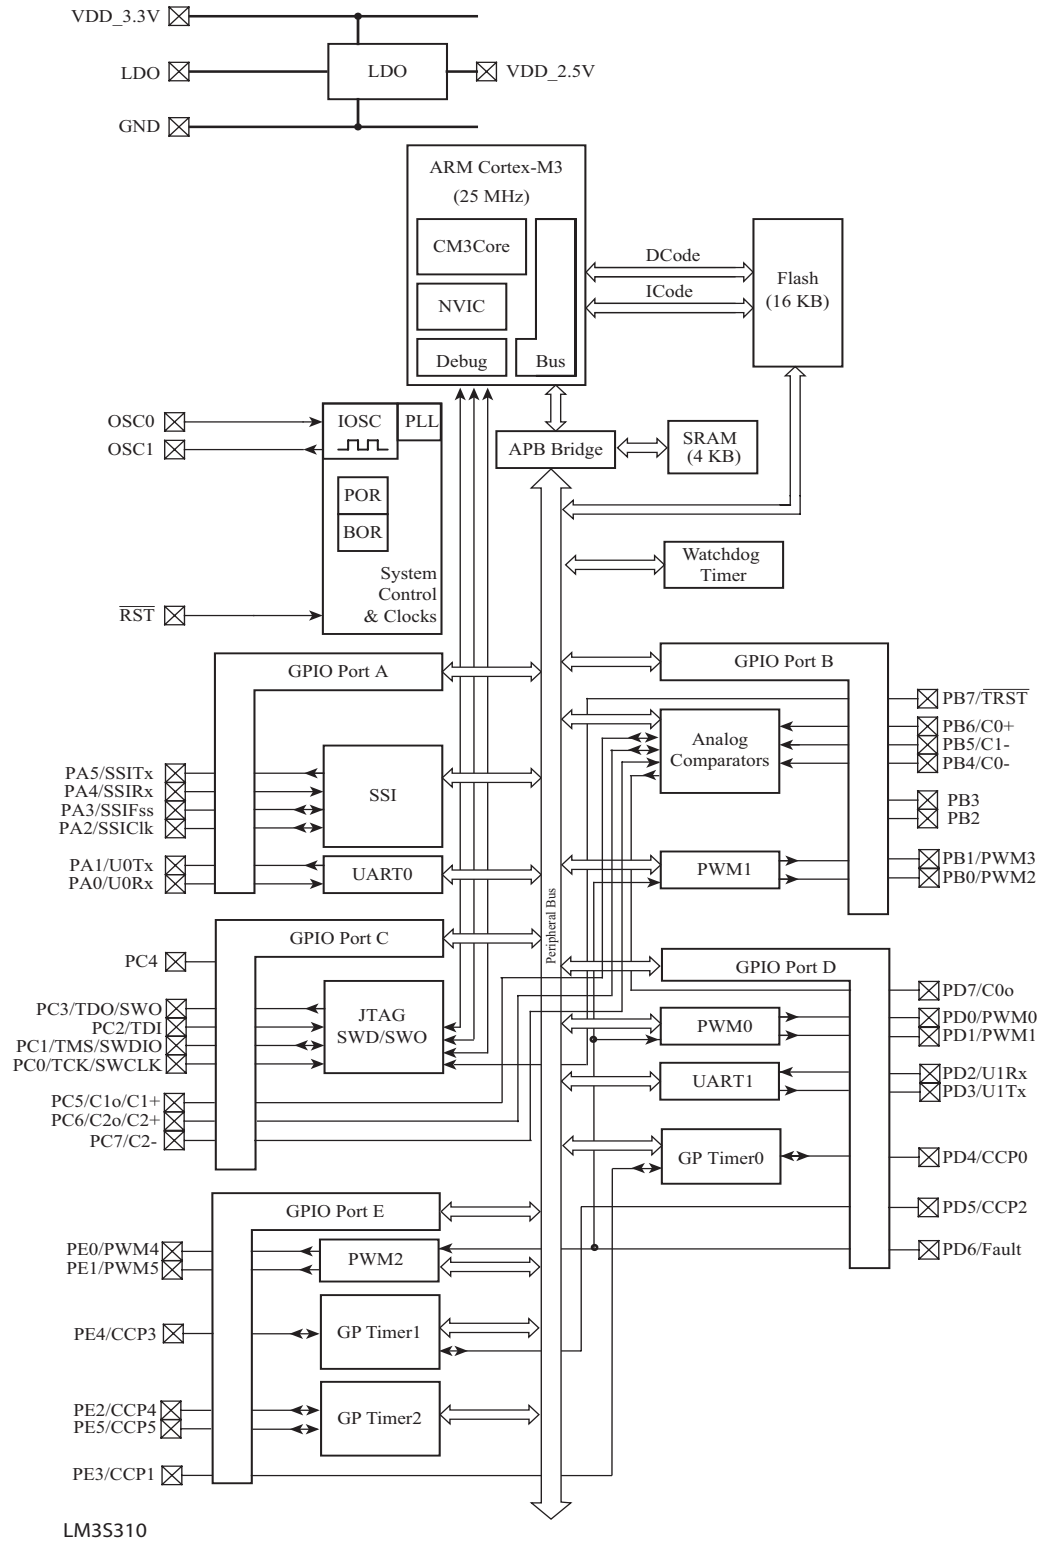 VDD_3.3V
LDO
LDO
VDD_2.5V
GND
ARM Cortex-M3
(25 MHz)
CM3Core
NVIC
Debug
Bus
DCode
ICode
Flash
(16 KB)
OSC0
OSC1
IOSC
PLL
POR
BOR
System
Control
& Clocks
RST
APB Bridge
SRAM
(4 KB)
Watchdog
Timer
GPIO Port A
PA5/SSITx
PA4/SSIRx
PA3/SSIFss
PA2/SSIClk
SSI
PA1/U0Tx
PA0/U0Rx
UART0
GPIO Port B
PB7/TRST
PB6/C0+
PB5/C1-
PB4/C0-
Analog
Comparators
PB3
PB2
PB1/PWM3
PB0/PWM2
PWM1
Peripheral Bus
GPIO Port C
PC4
PC3/TDO/SWO
PC2/TDI
PC1/TMS/SWDIO
PC0/TCK/SWCLK
JTAG
SWD/SWO
PC5/C1o/C1+
PC6/C2o/C2+
PC7/C2-
GPIO Port D
PD7/C0o
PD0/PWM0
PD1/PWM1
PWM0
PD2/U1Rx
PD3/U1Tx
UART1
GP Timer0
PD4/CCP0
PD5/CCP2
PD6/Fault
GPIO Port E
PE0/PWM4
PE1/PWM5
PWM2
PE4/CCP3
GP Timer1
PE2/CCP4
PE5/CCP5
GP Timer2
PE3/CCP1
LM3S310